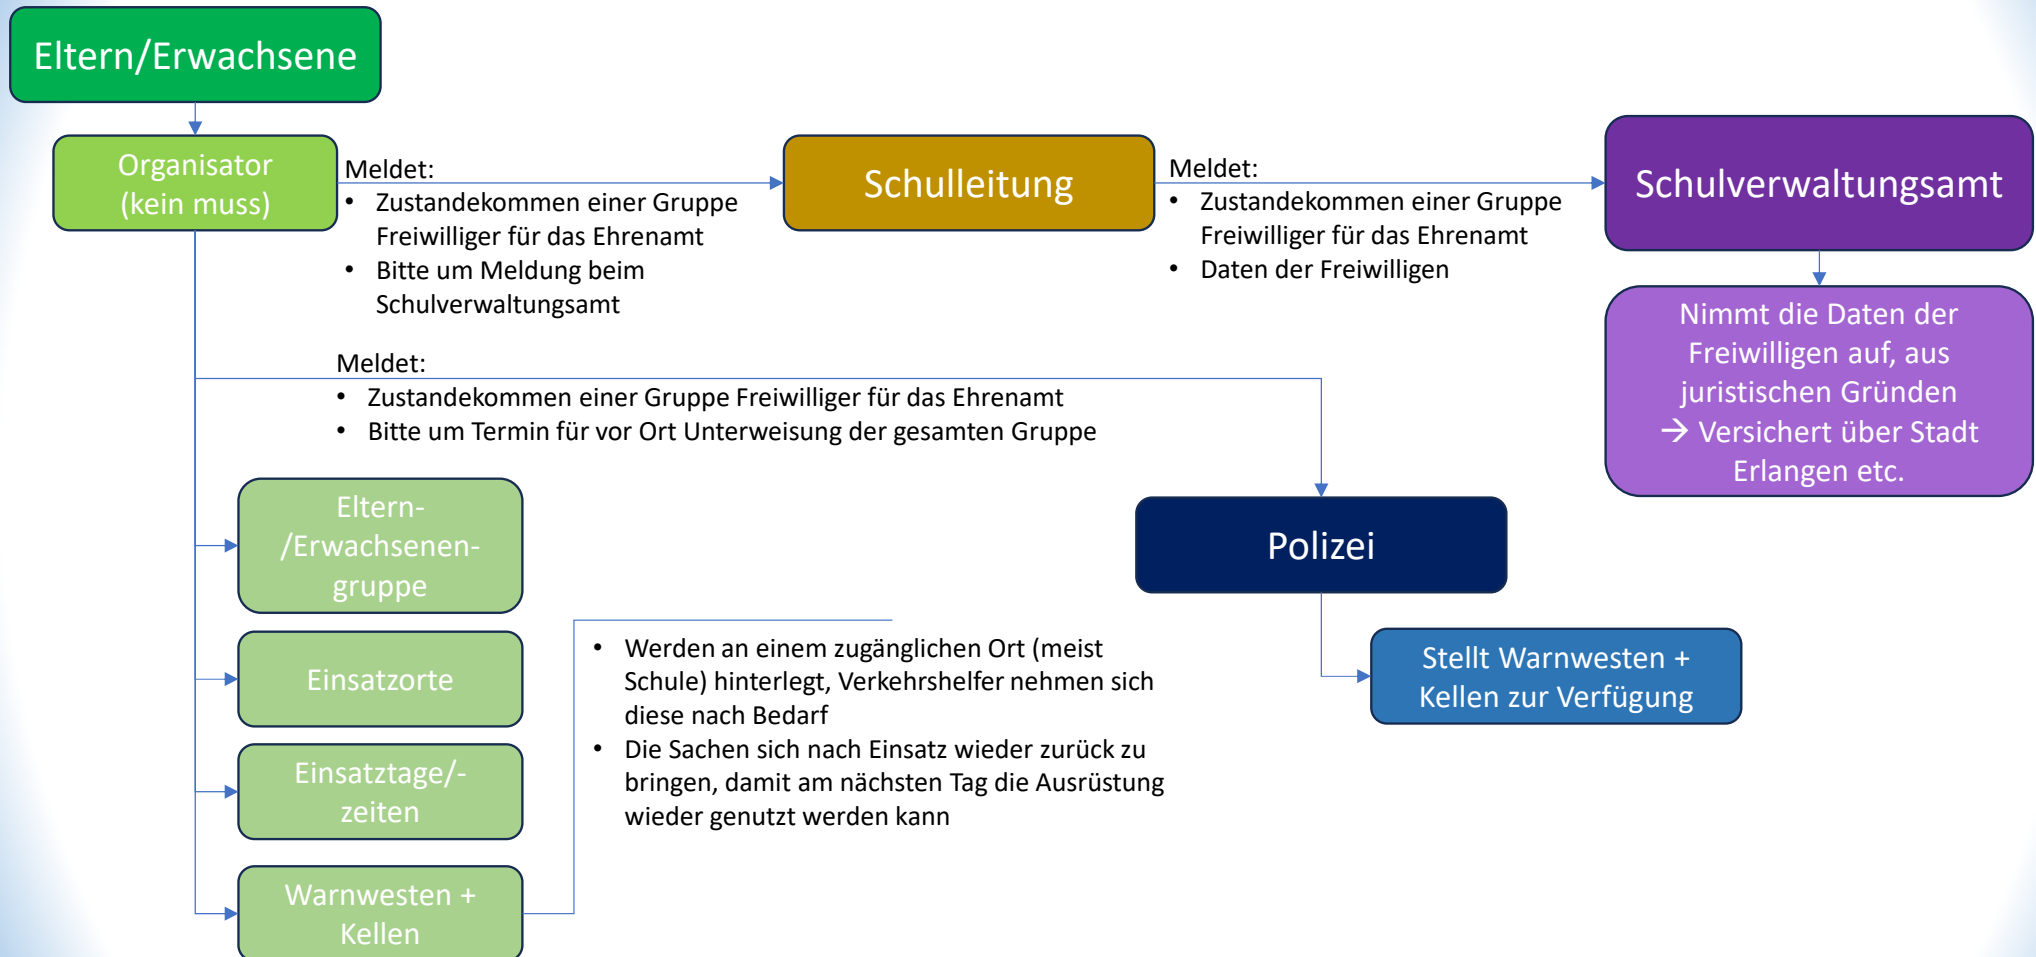 Eltern/Erwachsene
Organisator
(kein muss)
Meldet:
• Zustandekommen einer Gruppe
Freiwilliger für das Ehrenamt
• Bitte um Meldung beim
Schulverwaltungsamt
Schulleitung
Meldet:
• Zustandekommen einer Gruppe
Freiwilliger für das Ehrenamt
• Daten der Freiwilligen
Schulverwaltungsamt
Nimmt die Daten der
Freiwilligen auf, aus
juristischen Gründen
→ Versichert über Stadt
Erlangen etc.
Meldet:
• Zustandekommen einer Gruppe Freiwilliger für das Ehrenamt
• Bitte um Termin für vor Ort Unterweisung der gesamten Gruppe
Polizei
Stellt Warnwesten +
Kellen zur Verfügung
Eltern-
/Erwachsenen-
gruppe
Einsatzorte
Einsatztage/-
zeiten
Warnwesten +
Kellen
• Werden an einem zugänglichen Ort (meist
Schule) hinterlegt, Verkehrshelfer nehmen sich
diese nach Bedarf
• Die Sachen sich nach Einsatz wieder zurück zu
bringen, damit am nächsten Tag die Ausrüstung
wieder genutzt werden kann